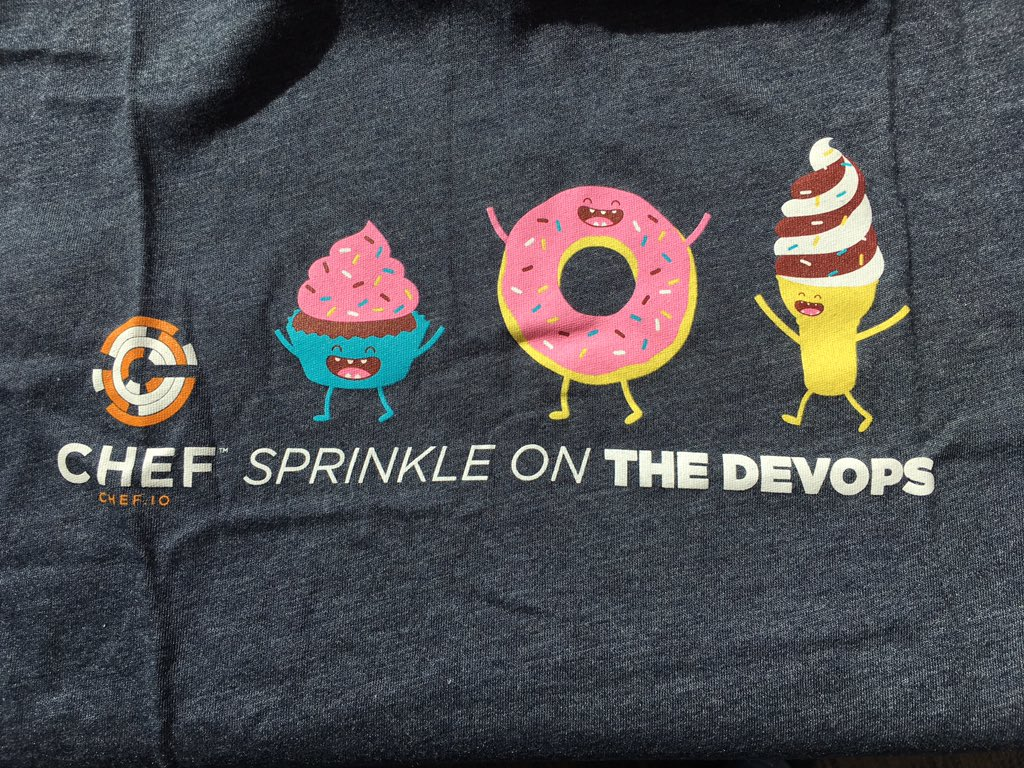 CHEF™ SPRINKLE ON THE DEVOPS
CHEF.IO